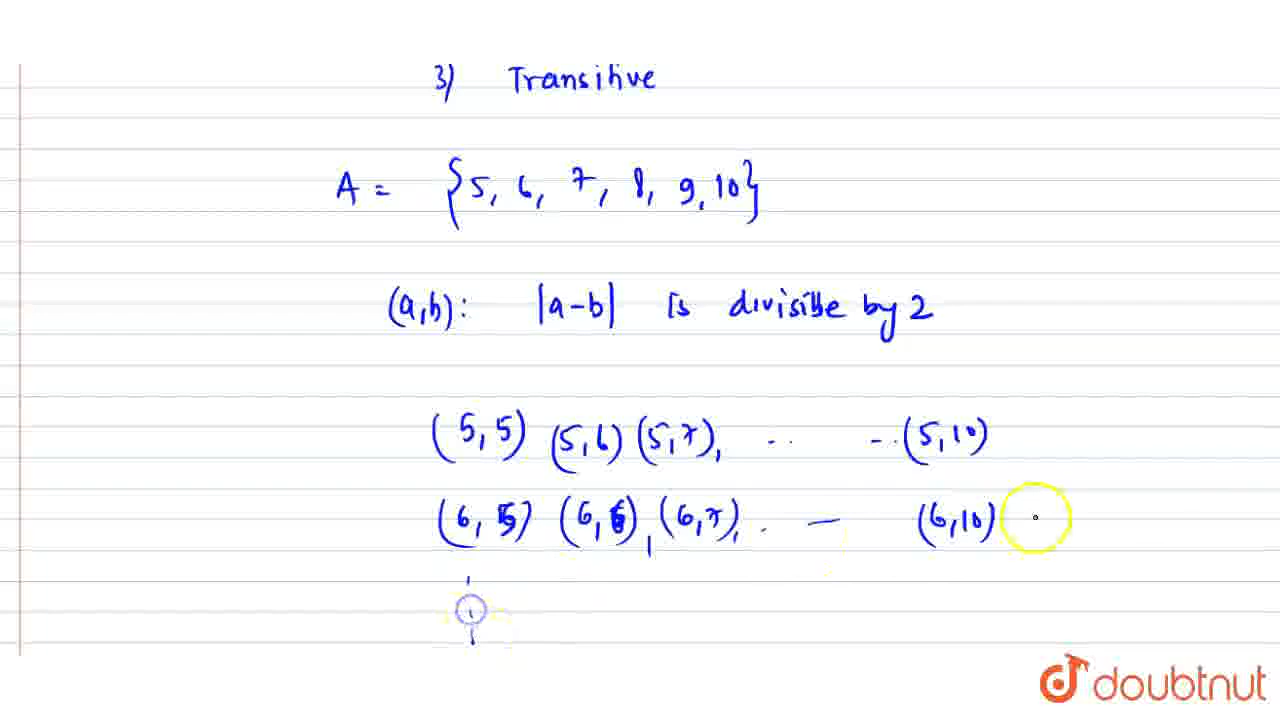 3) Transitive
A = {5, 6, 7, 8, 9, 10}
(a,b): |a-b| is divisible by 2
(5,5) (5,6) (5,7), .. -..(5,10)
(6,5) (6,6), (6,7), . — (6,10)
doubtnut